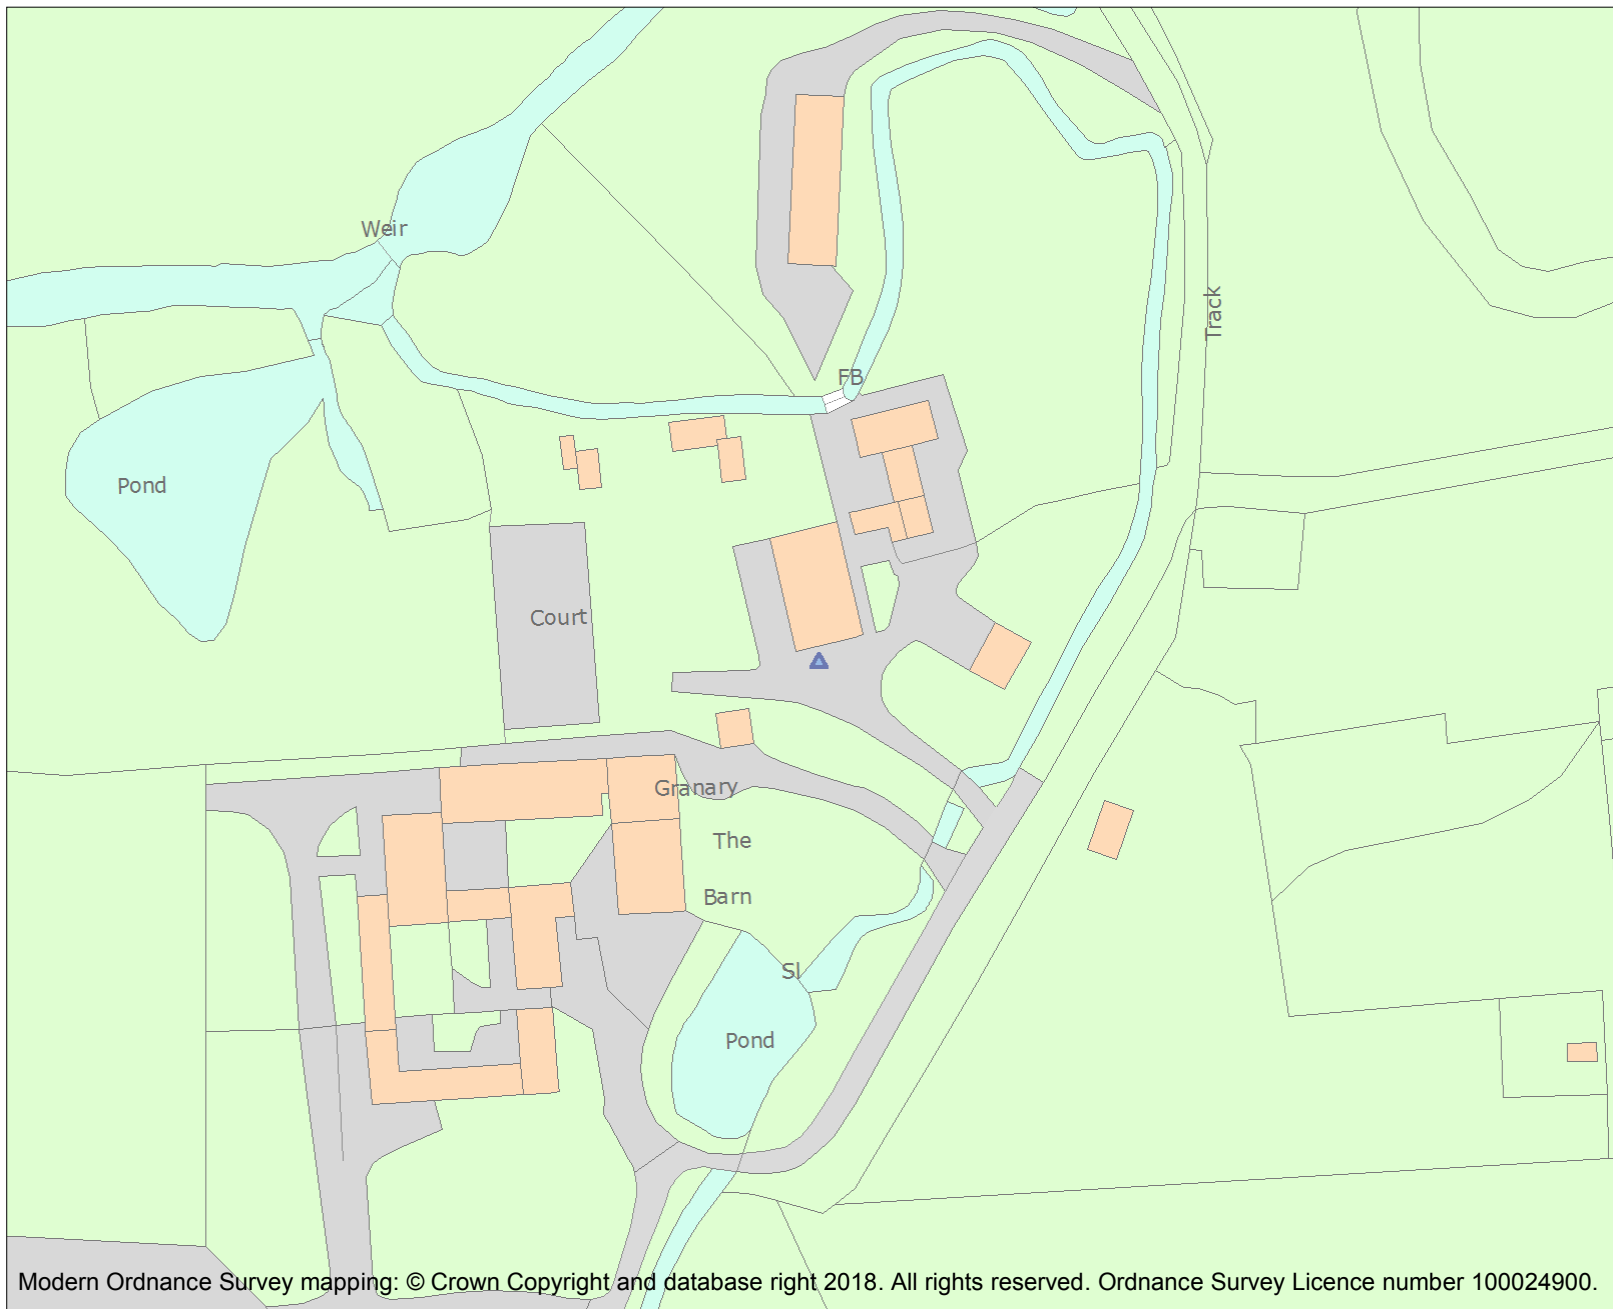 Weir
Track
FB
Pond
Court
Granary
The
Barn
Sl
Pond
Modern Ordnance Survey mapping: © Crown Copyright and database right 2018. All rights reserved. Ordnance Survey Licence number 100024900.